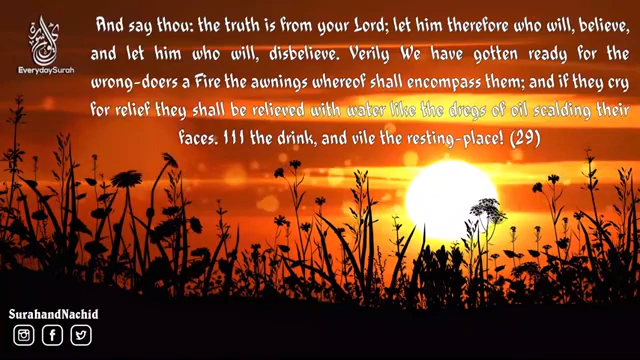 And say thou: the truth is from your Lord; let him therefore who will, believe,
and let him who will, disbelieve. Verily We have gotten ready for the
wrong-doers a Fire the awnings whereof shall encompass them; and if they cry
for relief they shall be relieved with water like the dregs of oil scalding their
faces. Ill the drink, and vile the resting-place! (29)
EverydaySurah
SurahandNachid